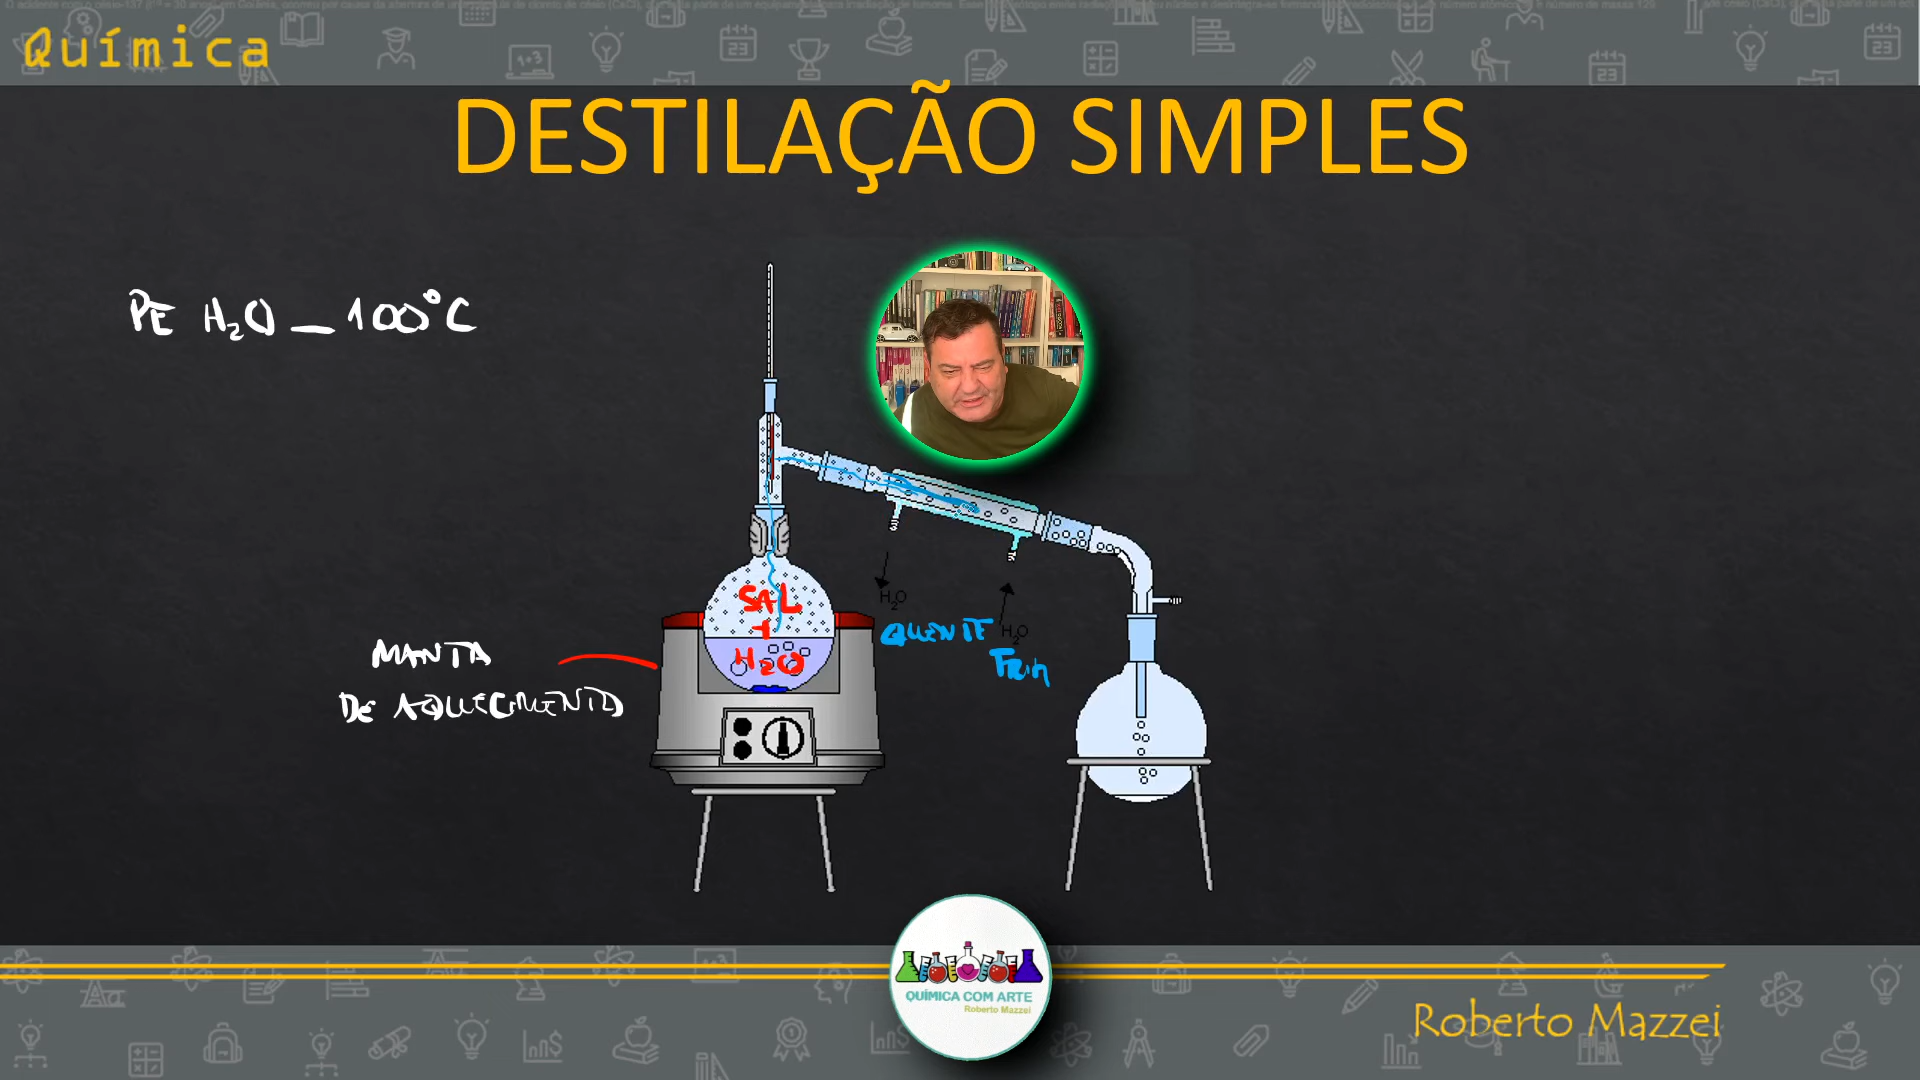 Química
DESTILAÇÃO SIMPLES
PE H₂O _ 100°C
SAL
+
H₂O
H₂O
QUENTE
H₂O
FRIA
MANTA
DE AQUECIMENTO
QUÍMICA COM ARTE
Roberto Mazzei
Roberto Mazzei